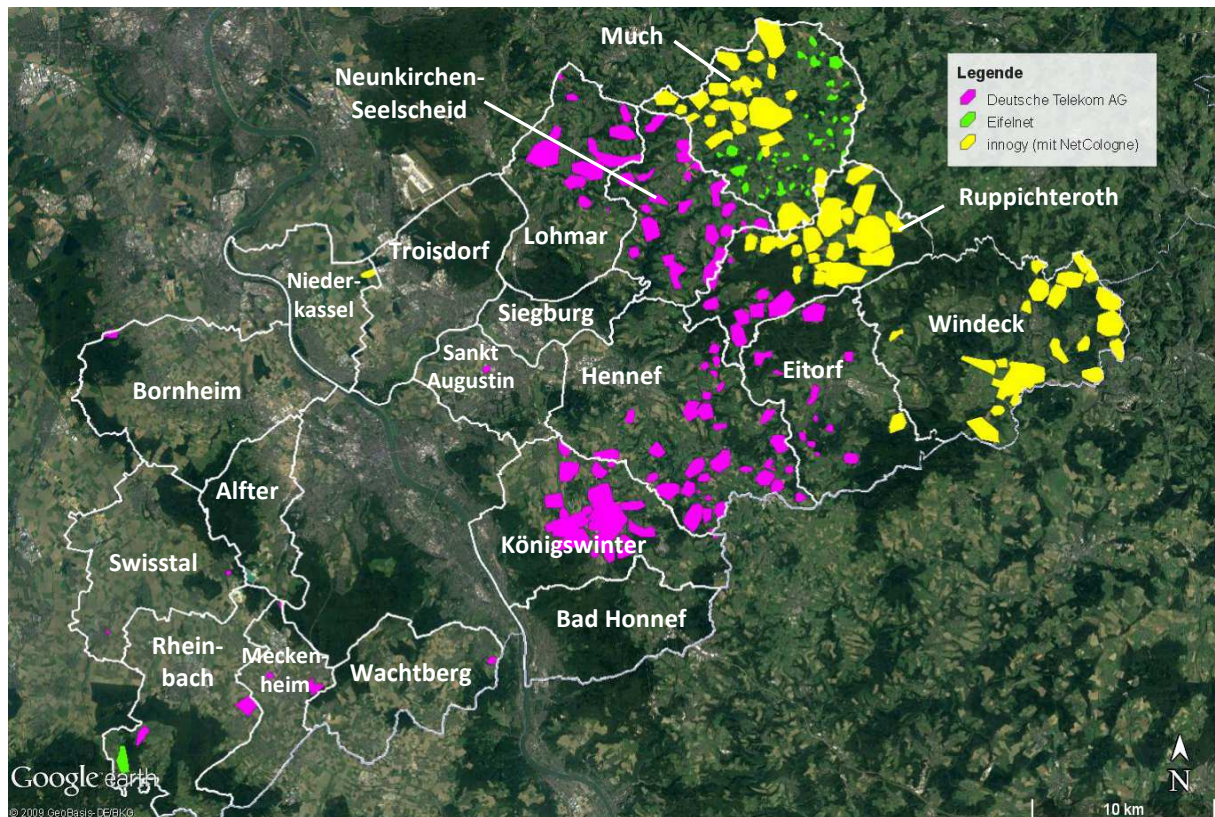 Much
Neunkirchen-
Seelscheid
Legende
Deutsche Telekom AG
Eifelnet
innogy (mit NetCologne)
Ruppichteroth
Troisdorf
Lohmar
Nieder-
kassel
Siegburg
Windeck
Sankt
Augustin
Hennef
Eitorf
Bornheim
Alfter
Swisstal
Königswinter
Bad Honnef
Rhein-
bach
Mecken-
heim
Wachtberg
Google earth
© 2009 GeoBasis-DE/BKG
N
10 km